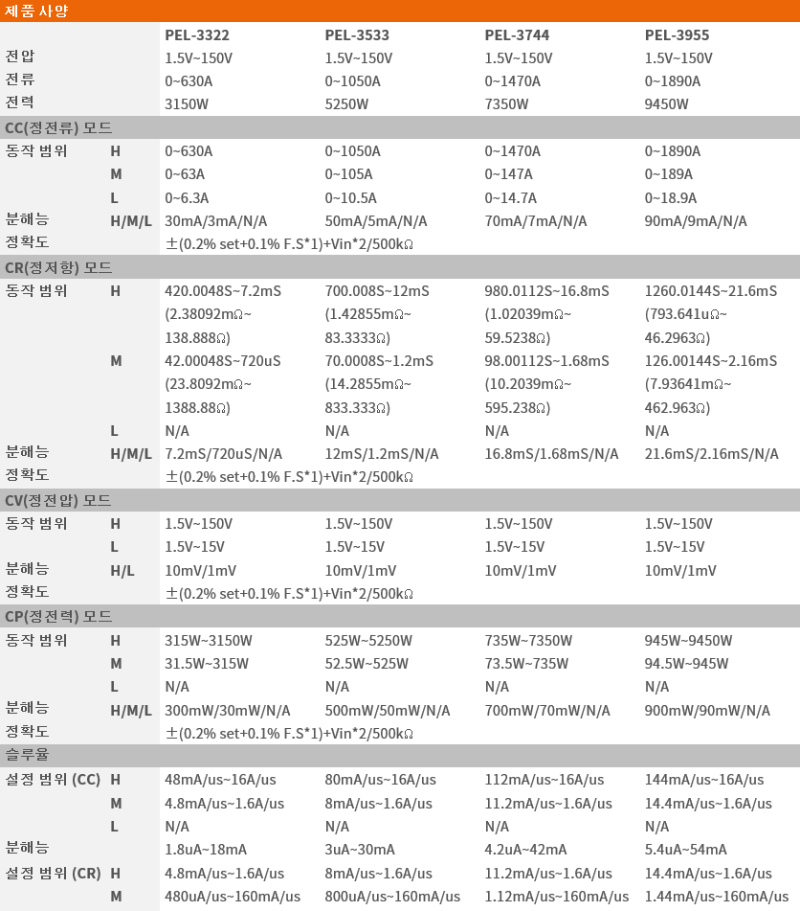 제품 사양
PEL-3322 PEL-3533 PEL-3744 PEL-3955
전압 1.5V~150V 1.5V~150V 1.5V~150V 1.5V~150V
전류 0~630A 0~1050A 0~1470A 0~1890A
전력 3150W 5250W 7350W 9450W
CC(정전류) 모드
동작 범위 H 0~630A 0~1050A 0~1470A 0~1890A
M 0~63A 0~105A 0~147A 0~189A
L 0~6.3A 0~10.5A 0~14.7A 0~18.9A
분해능 H/M/L 30mA/3mA/N/A 50mA/5mA/N/A 70mA/7mA/N/A 90mA/9mA/N/A
정확도 ±(0.2% set+0.1% F.S*1)+Vin*2/500kΩ
CR(정저항) 모드
동작 범위 H 420.0048S~7.2mS 700.008S~12mS 980.0112S~16.8mS 1260.0144S~21.6mS
(2.38092mΩ~ (1.42855mΩ~ (1.02039mΩ~ (793.641uΩ~
138.888Ω) 83.3333Ω) 59.5238Ω) 46.2963Ω)
M 42.00048S~720uS 70.0008S~1.2mS 98.00112S~1.68mS 126.00144S~2.16mS
(23.8092mΩ~ (14.2855mΩ~ (10.2039mΩ~ (7.93641mΩ~
1388.88Ω) 833.333Ω) 595.238Ω) 462.963Ω)
L N/A N/A N/A N/A
분해능 H/M/L 7.2mS/720uS/N/A 12mS/1.2mS/N/A 16.8mS/1.68mS/N/A 21.6mS/2.16mS/N/A
정확도 ±(0.2% set+0.1% F.S*1)+Vin*2/500kΩ
CV(정전압) 모드
동작 범위 H 1.5V~150V 1.5V~150V 1.5V~150V 1.5V~150V
L 1.5V~15V 1.5V~15V 1.5V~15V 1.5V~15V
분해능 H/L 10mV/1mV 10mV/1mV 10mV/1mV 10mV/1mV
정확도 ±(0.2% set+0.1% F.S*1)+Vin*2/500kΩ
CP(정전력) 모드
동작 범위 H 315W~3150W 525W~5250W 735W~7350W 945W~9450W
M 31.5W~315W 52.5W~525W 73.5W~735W 94.5W~945W
L N/A N/A N/A N/A
분해능 H/M/L 300mW/30mW/N/A 500mW/50mW/N/A 700mW/70mW/N/A 900mW/90mW/N/A
정확도 ±(0.2% set+0.1% F.S*1)+Vin*2/500kΩ
슬루율
설정 범위 (CC) H 48mA/us~16A/us 80mA/us~16A/us 112mA/us~16A/us 144mA/us~16A/us
M 4.8mA/us~1.6A/us 8mA/us~1.6A/us 11.2mA/us~1.6A/us 14.4mA/us~1.6A/us
L N/A N/A N/A N/A
분해능 1.8uA~18mA 3uA~30mA 4.2uA~42mA 5.4uA~54mA
설정 범위 (CR) H 4.8mA/us~1.6A/us 8mA/us~1.6A/us 11.2mA/us~1.6A/us 14.4mA/us~1.6A/us
M 480uA/us~160mA/us 800uA/us~160mA/us 1.12mA/us~160mA/us 1.44mA/us~160mA/us